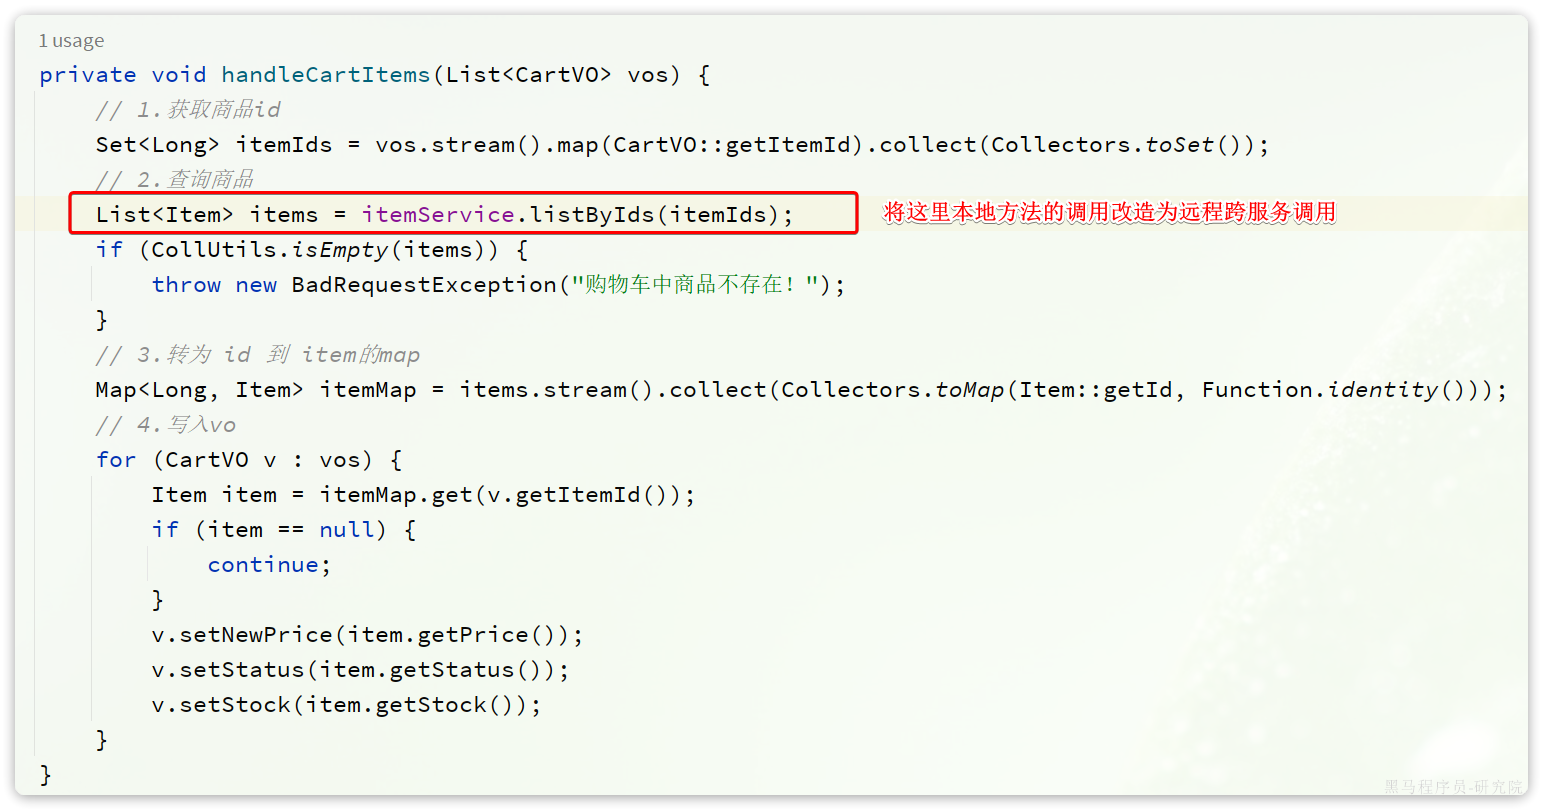 1 usage
private void handleCartItems(List<CartVO> vos) {
// 1.获取商品id
Set<Long> itemIds = vos.stream().map(CartVO::getItemId).collect(Collectors.toSet());
// 2.查询商品
List<Item> items = itemService.listByIds(itemIds); 将这里本地方法的调用改造为远程跨服务调用
if (CollUtils.isEmpty(items)) {
throw new BadRequestException("购物车中商品不存在！");
}
// 3.转为 id 到 item的map
Map<Long, Item> itemMap = items.stream().collect(Collectors.toMap(Item::getId, Function.identity()));
// 4.写入vo
for (CartVO v : vos) {
Item item = itemMap.get(v.getItemId());
if (item == null) {
continue;
}
v.setNewPrice(item.getPrice());
v.setStatus(item.getStatus());
v.setStock(item.getStock());
}
}
黑马程序员-研究院